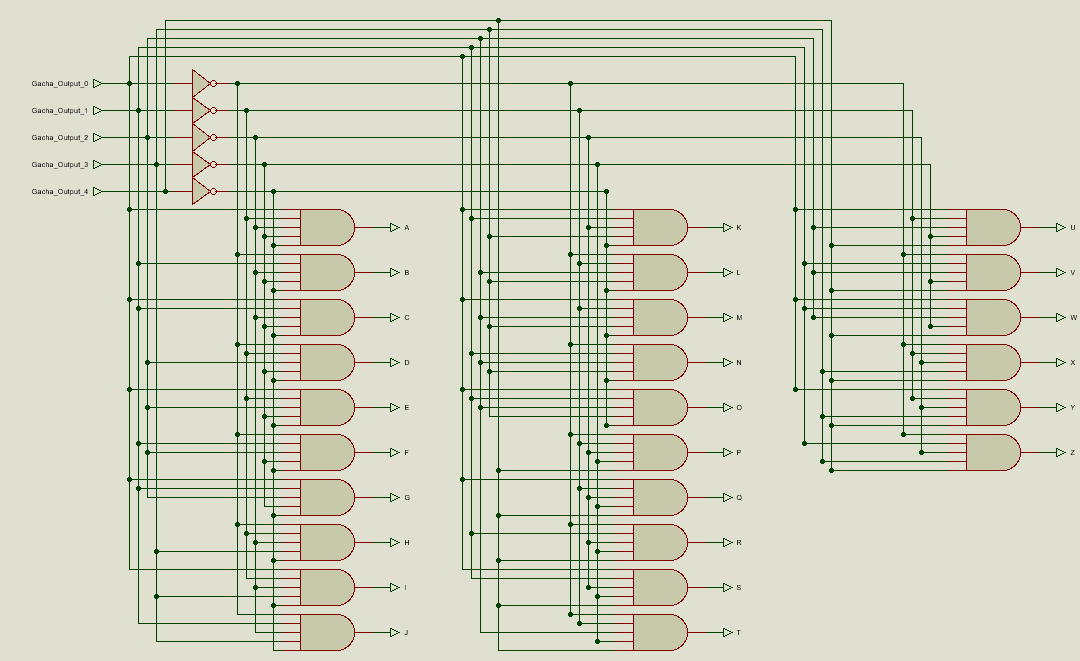 Gacha_Output_0
Gacha_Output_1
Gacha_Output_2
Gacha_Output_3
Gacha_Output_4
A
B
C
D
E
F
G
H
I
J
K
L
M
N
O
P
Q
R
S
T
U
V
W
X
Y
Z